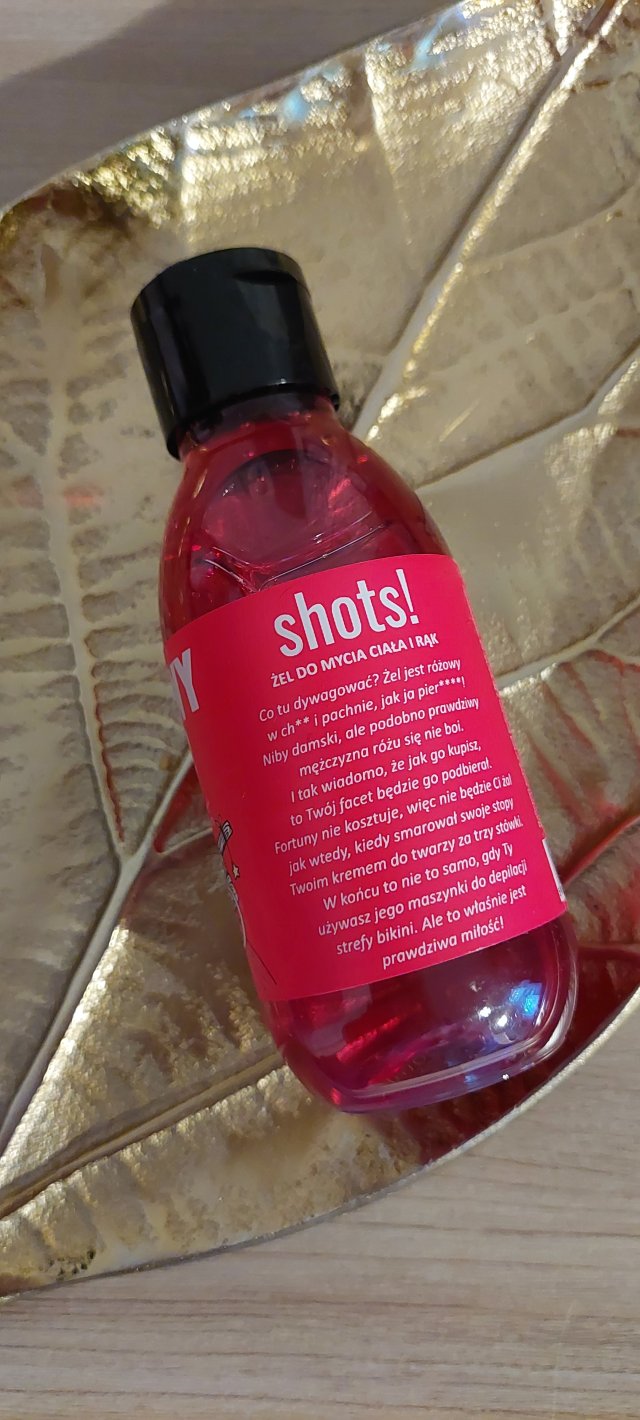 shots!
ŻEL DO MYCIA CIAŁA I RĄK
Co tu dywagować? Żel jest różowy
w ch** i pachnie, jak ja pier****!
Niby damski, ale podobno prawdziwy
mężczyzna różu się nie boi.
I tak wiadomo, że jak go kupisz,
to Twój facet będzie go podbierał.
Fortuny nie kosztuje, więc nie będzie Ci żal
jak wtedy, kiedy smarował swoje stopy
Twoim kremem do twarzy za trzy stówki.
W końcu to nie to samo, gdy Ty
używasz jego maszynki do depilacji
strefy bikini. Ale to właśnie jest
prawdziwa miłość!